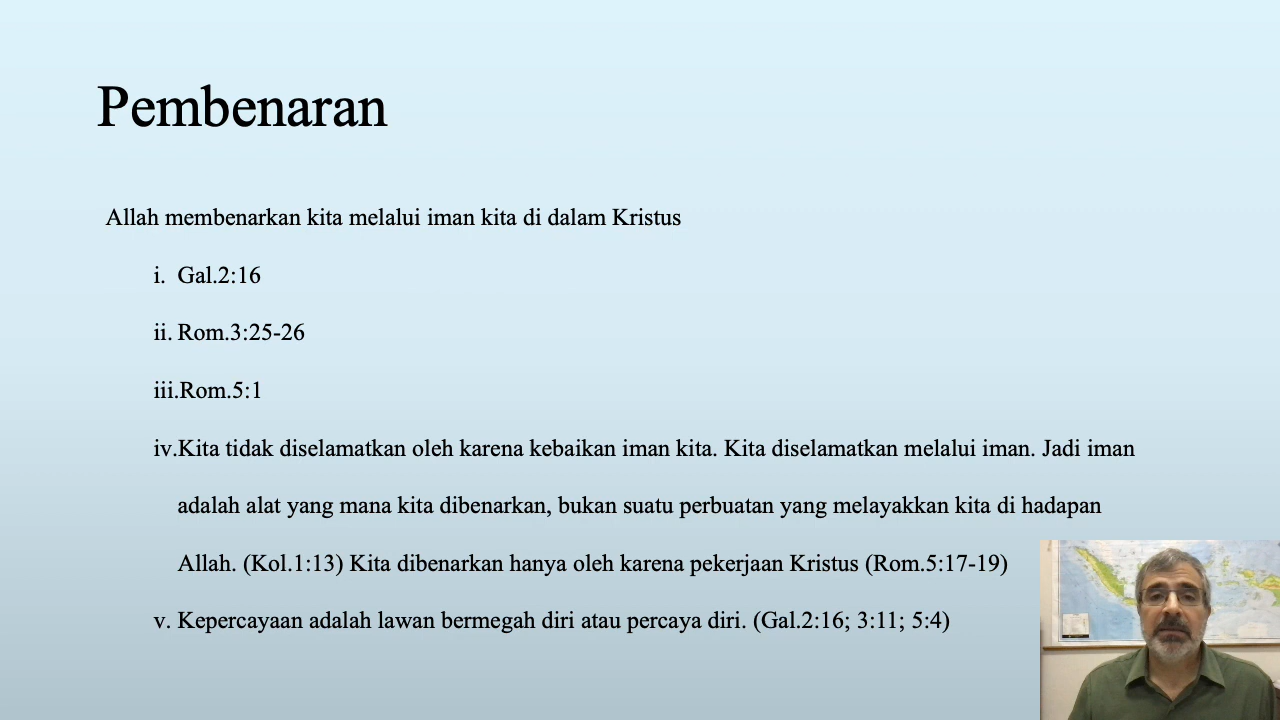 Pembenaran
Allah membenarkan kita melalui iman kita di dalam Kristus
i. Gal.2:16
ii. Rom.3:25-26
iii.Rom.5:1
iv.Kita tidak diselamatkan oleh karena kebaikan iman kita. Kita diselamatkan melalui iman. Jadi iman
adalah alat yang mana kita dibenarkan, bukan suatu perbuatan yang melayakkan kita di hadapan
Allah. (Kol.1:13) Kita dibenarkan hanya oleh karena pekerjaan Kristus (Rom.5:17-19)
v. Kepercayaan adalah lawan bermegah diri atau percaya diri. (Gal.2:16; 3:11; 5:4)